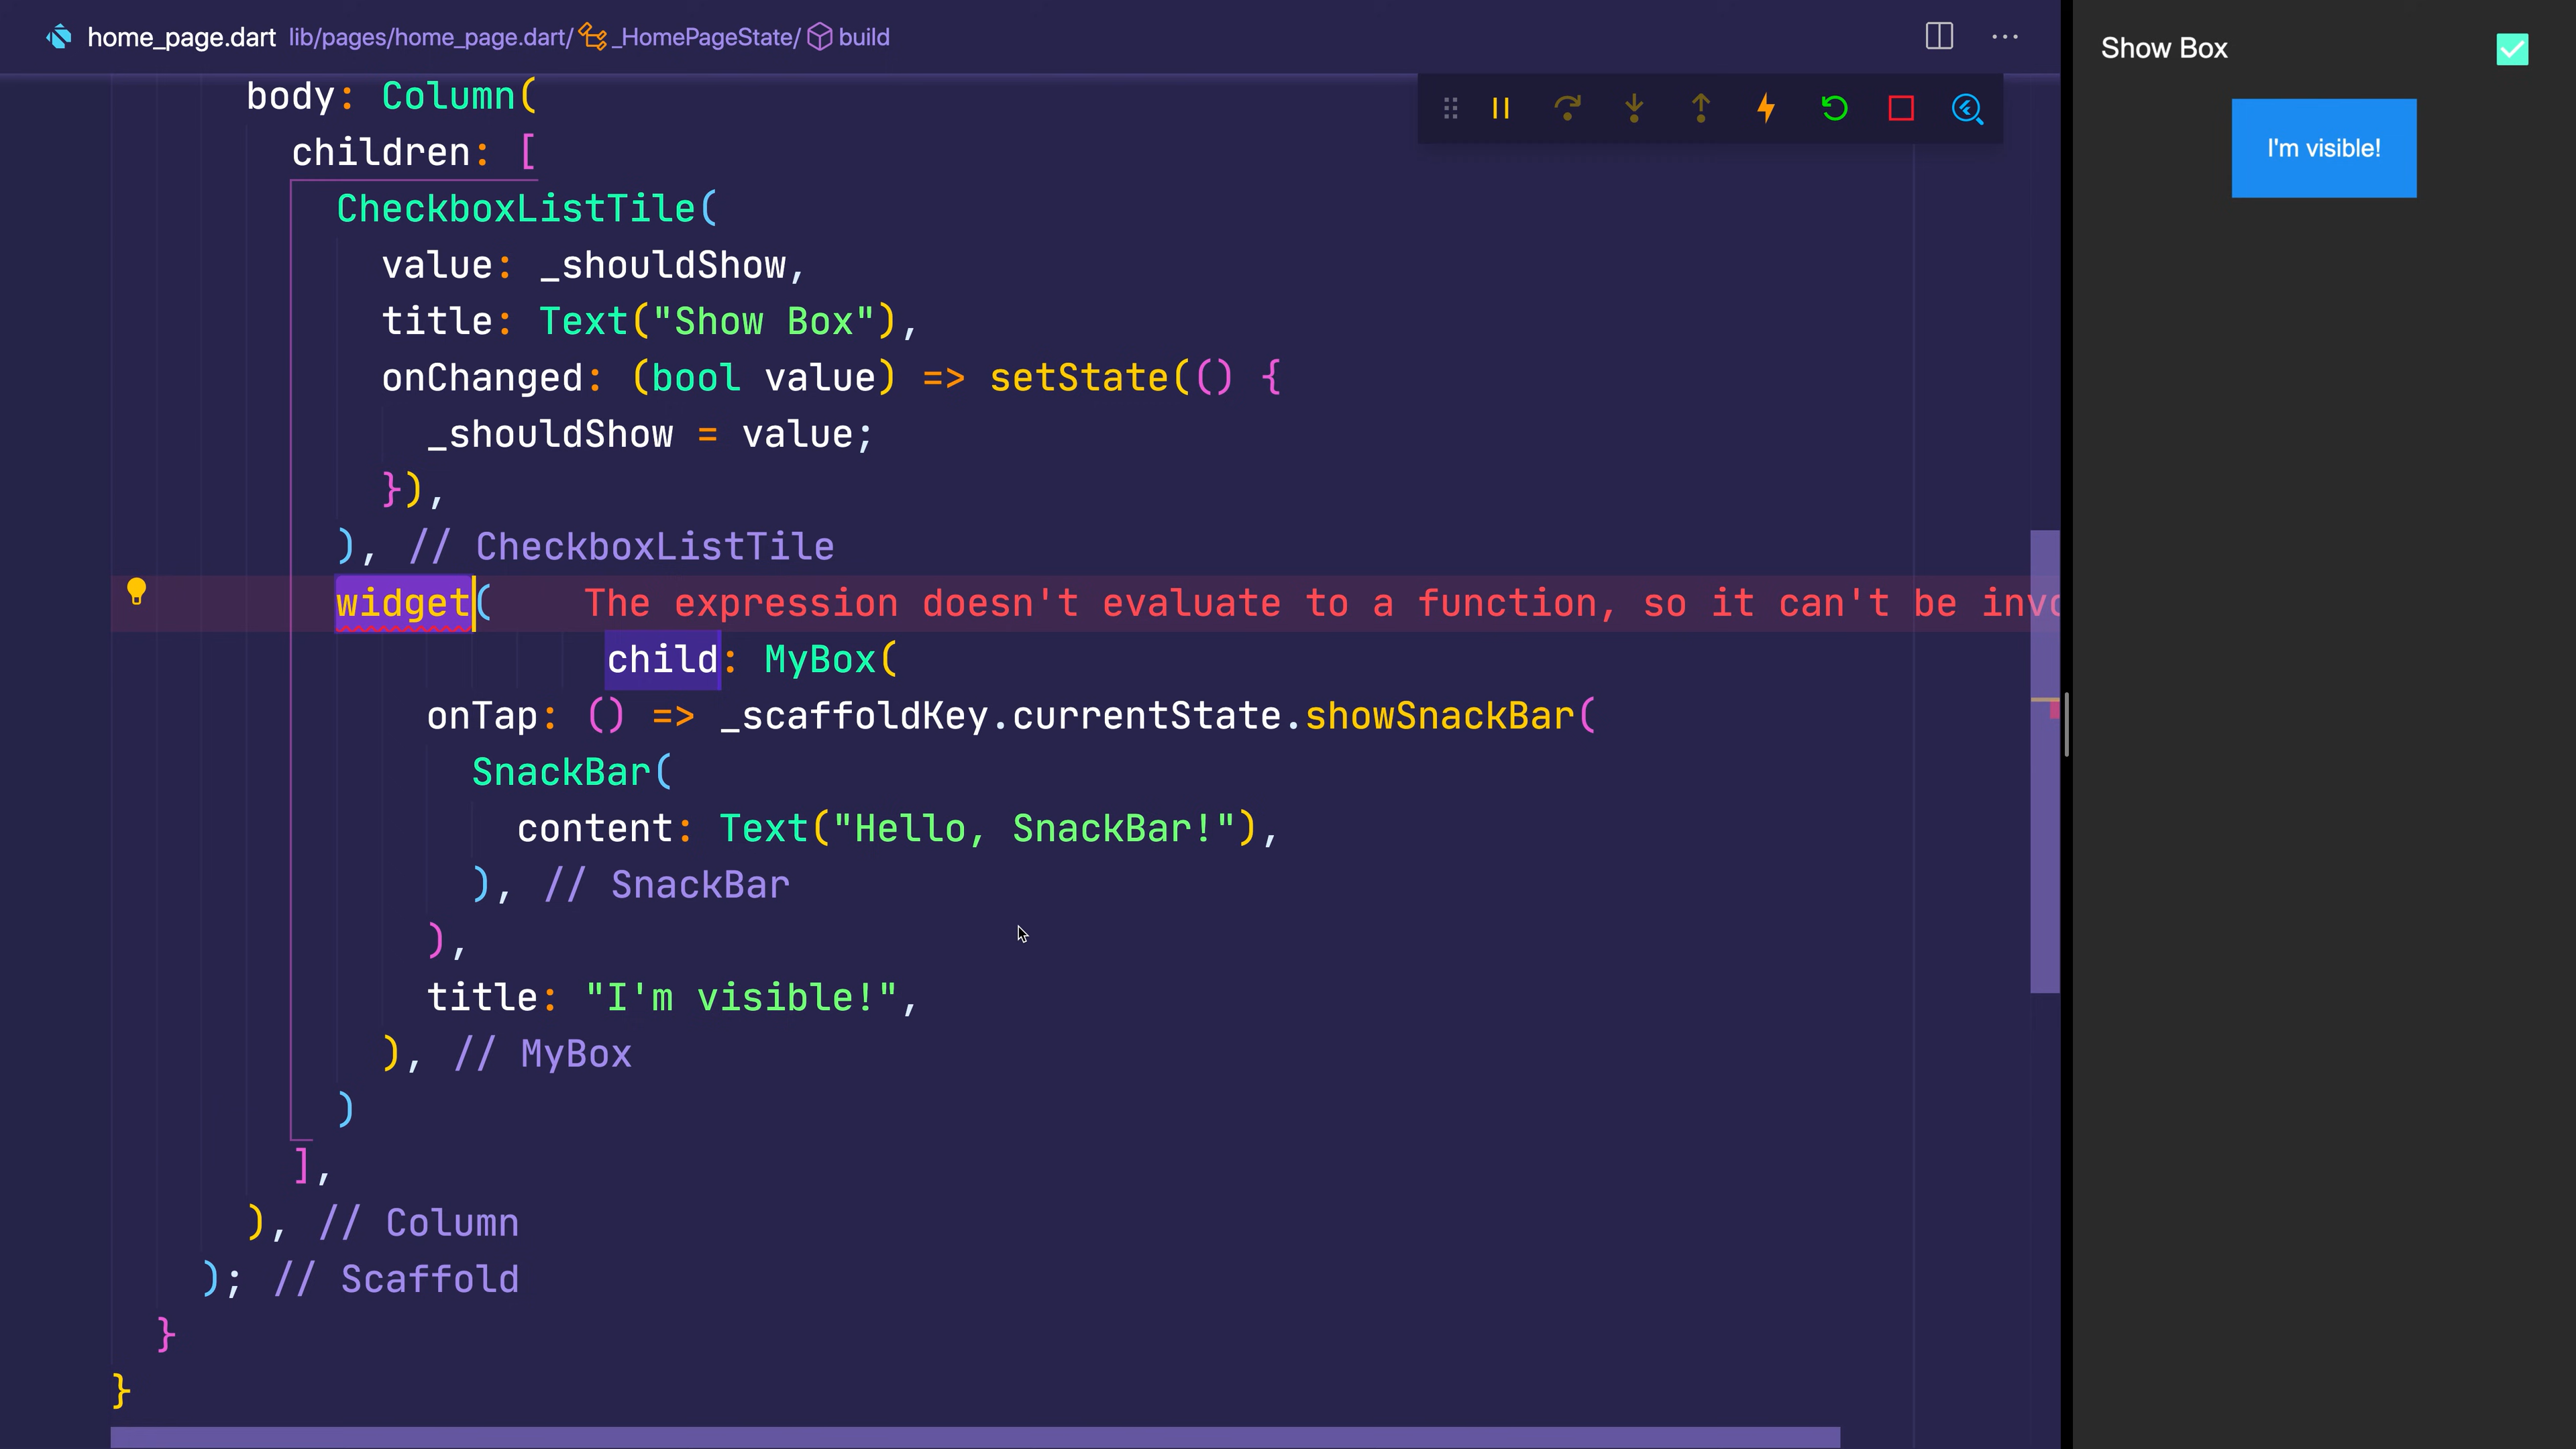 home_page.dart lib/pages/home_page.dart/ _HomePageState/ build
body: Column(
children: [
CheckboxListTile(
value: _shouldShow,
title: Text("Show Box"),
onChanged: (bool value) => setState(() {
_shouldShow = value;
}),
), // CheckboxListTile
widget( The expression doesn't evaluate to a function, so it can't be invo
child: MyBox(
onTap: () => _scaffoldKey.currentState.showSnackBar(
SnackBar(
content: Text("Hello, SnackBar!"),
), // SnackBar
),
title: "I'm visible!",
), // MyBox
)
],
), // Column
); // Scaffold
}
}
Show Box
I'm visible!